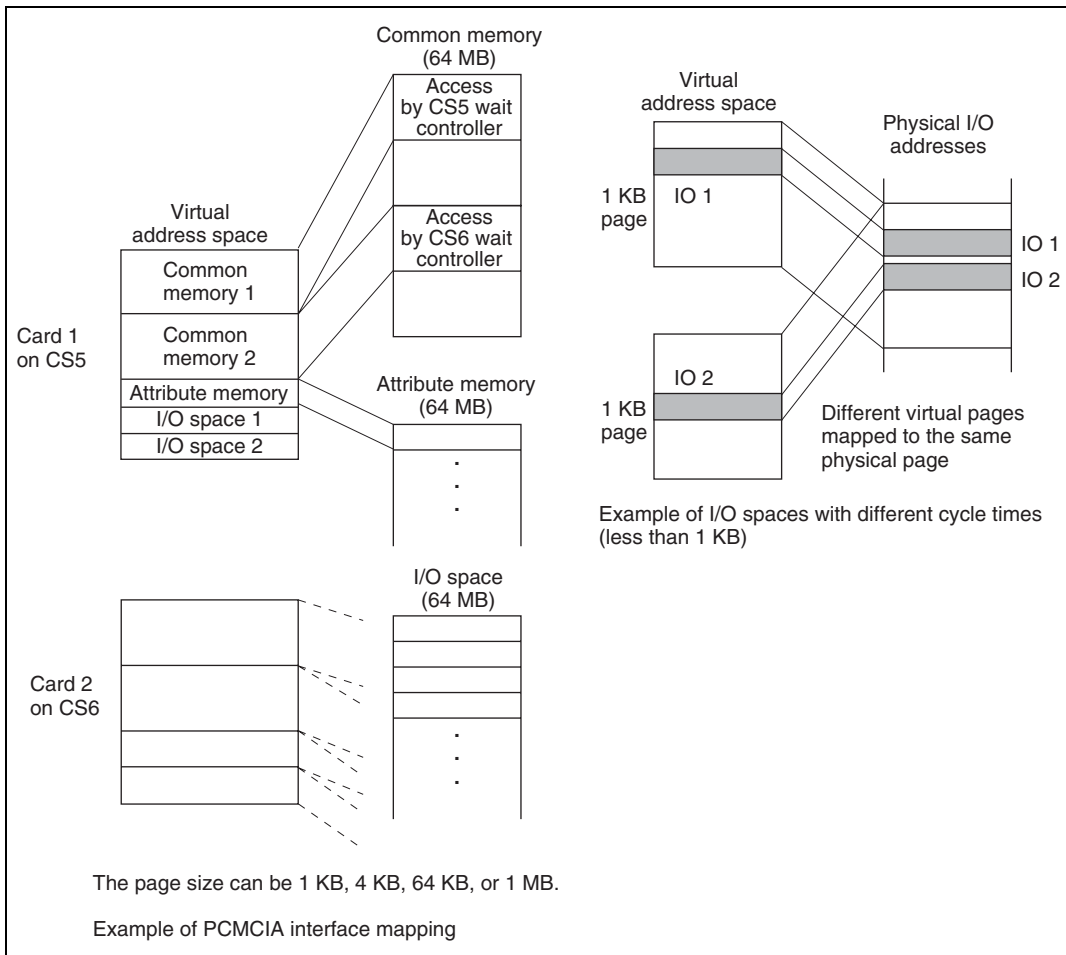 Common memory
(64 MB)
Access
by CS5 wait
controller
Access
by CS6 wait
controller
Virtual
address space
Common
memory 1
Common
memory 2
Attribute memory
I/O space 1
I/O space 2
Card 1
on CS5
Attribute memory
(64 MB)
.
.
.
I/O space
(64 MB)
.
.
.
Card 2
on CS6
The page size can be 1 KB, 4 KB, 64 KB, or 1 MB.
Example of PCMCIA interface mapping
Virtual
address space
Physical I/O
addresses
1 KB
page
IO 1
IO 1
IO 2
1 KB
page
IO 2
Different virtual pages
mapped to the same
physical page
Example of I/O spaces with different cycle times
(less than 1 KB)